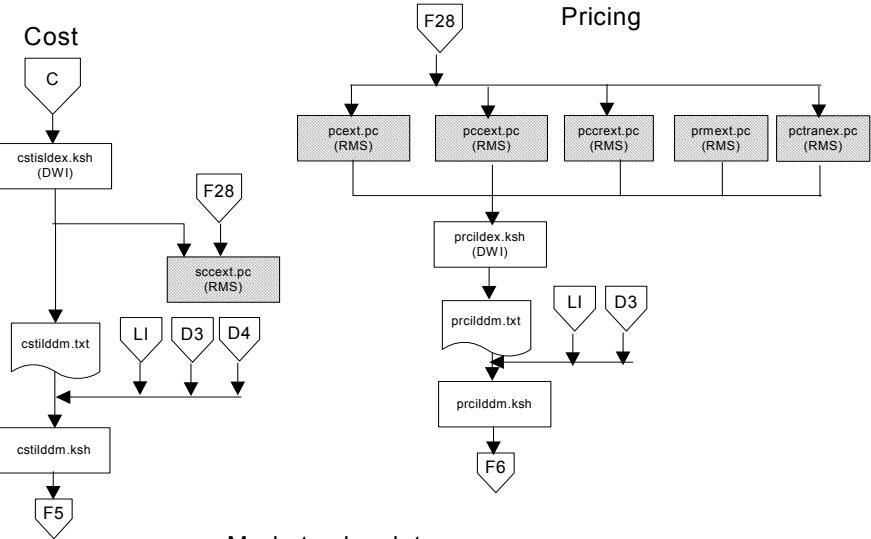 Cost
C
cstisldex.ksh
(DWI)
F28
sccext.pc
(RMS)
cstilddm.txt
LI
D3
D4
cstilddm.ksh
F5
Pricing
F28
pcext.pc
(RMS)
pccext.pc
(RMS)
pccrext.pc
(RMS)
prmext.pc
(RMS)
pctranex.pc
(RMS)
prcildex.ksh
(DWI)
prcilddm.txt
LI
D3
prcilddm.ksh
F6